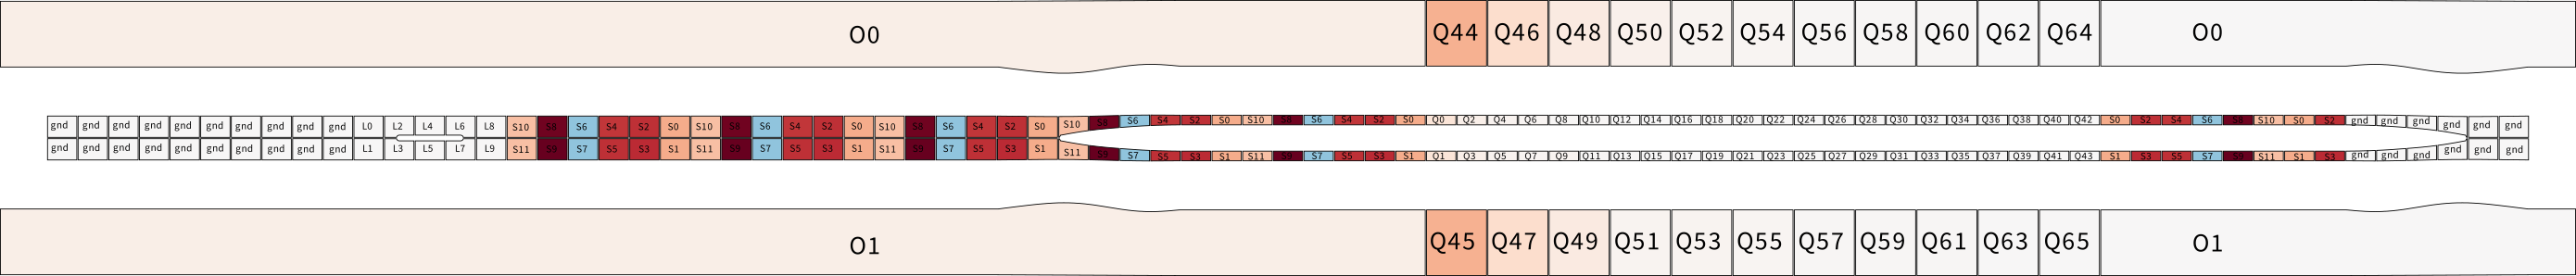 O0 Q44 Q46 Q48 Q50 Q52 Q54 Q56 Q58 Q60 Q62 Q64 O0
gnd gnd gnd gnd gnd gnd gnd gnd gnd gnd L0 L2 L4 L6 L8 S10 S8 S6 S4 S2 S0 S10 S8 S6 S4 S2 S0 S10 S8 S6 S4 S2 S0 S10 S8 S6 S4 S2 S0 S10 S8 S6 S4 S2 S0 Q0 Q2 Q4 Q6 Q8 Q10 Q12 Q14 Q16 Q18 Q20 Q22 Q24 Q26 Q28 Q30 Q32 Q34 Q36 Q38 Q40 Q42 S0 S2 S4 S6 S8 S10 S0 S2 gnd gnd gnd gnd gnd gnd
gnd gnd gnd gnd gnd gnd gnd gnd gnd gnd L1 L3 L5 L7 L9 S11 S9 S7 S5 S3 S1 S11 S9 S7 S5 S3 S1 S11 S9 S7 S5 S3 S1 S11 S9 S7 S5 S3 S1 S11 S9 S7 S5 S3 S1 Q1 Q3 Q5 Q7 Q9 Q11 Q13 Q15 Q17 Q19 Q21 Q23 Q25 Q27 Q29 Q31 Q33 Q35 Q37 Q39 Q41 Q43 S1 S3 S5 S7 S9 S11 S1 S3 gnd gnd gnd gnd gnd gnd
O1 Q45 Q47 Q49 Q51 Q53 Q55 Q57 Q59 Q61 Q63 Q65 O1